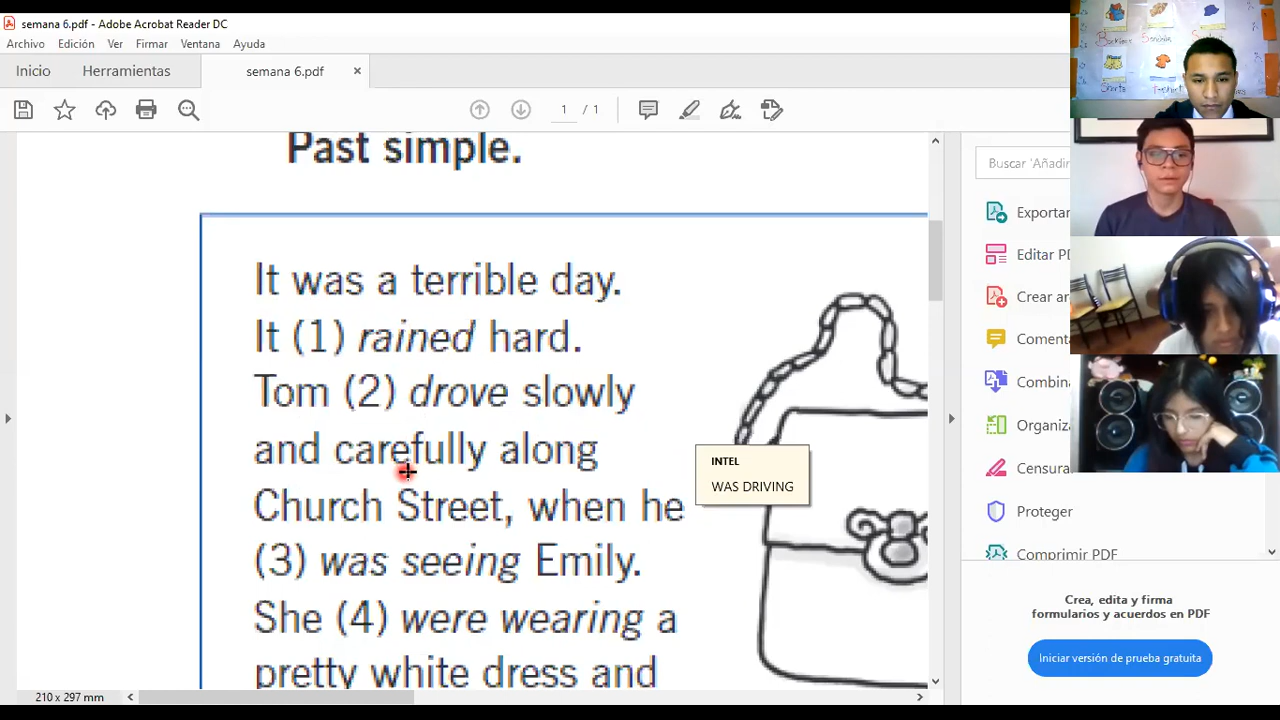 semana 6.pdf - Adobe Acrobat Reader DC
Archivo Edición Ver Firmar Ventana Ayuda
Inicio Herramientas semana 6.pdf ×
1 / 1
Past simple.
It was a terrible day.
It (1) rained hard.
Tom (2) drove slowly
and carefully along
Church Street, when he
(3) was seeing Emily.
She (4) were wearing a
pretty white dress and
INTEL
WAS DRIVING
Buscar 'Añadir
Exportar
Editar PD
Crear ar
Comenta
Combina
Organiza
Censura
Proteger
Comprimir PDF
Crea, edita y firma
formularios y acuerdos en PDF
Iniciar versión de prueba gratuita
210 x 297 mm